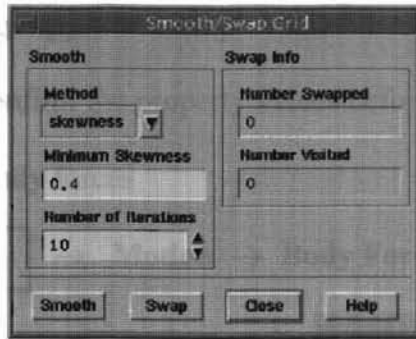 Smooth/Swap Grid
Smooth
Method
skewness
Minimum Skewness
0.4
Number of Iterations
10
Swap Info
Number Swapped
0
Number Visited
0
Smooth Swap Close Help